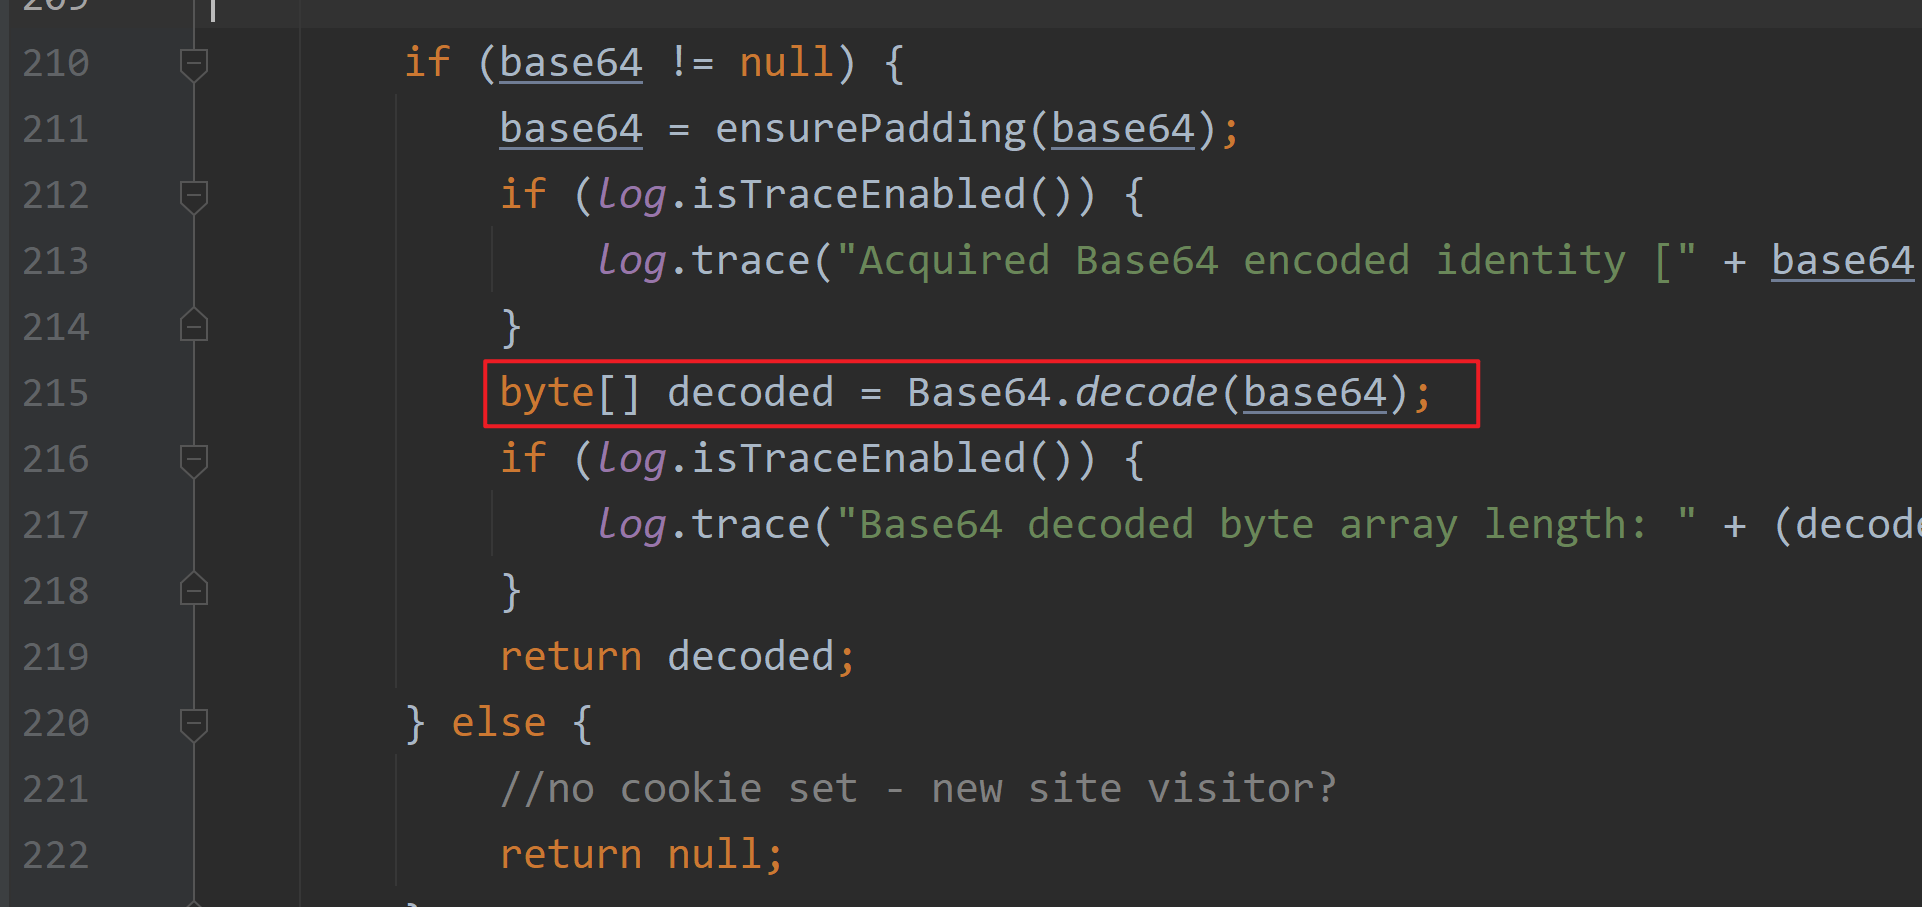 209
210 if (base64 != null) {
211 base64 = ensurePadding(base64);
212 if (log.isTraceEnabled()) {
213 log.trace("Acquired Base64 encoded identity [" + base64
214 }
215 byte[] decoded = Base64.decode(base64);
216 if (log.isTraceEnabled()) {
217 log.trace("Base64 decoded byte array length: " + (decode
218 }
219 return decoded;
220 } else {
221 //no cookie set - new site visitor?
222 return null;
}